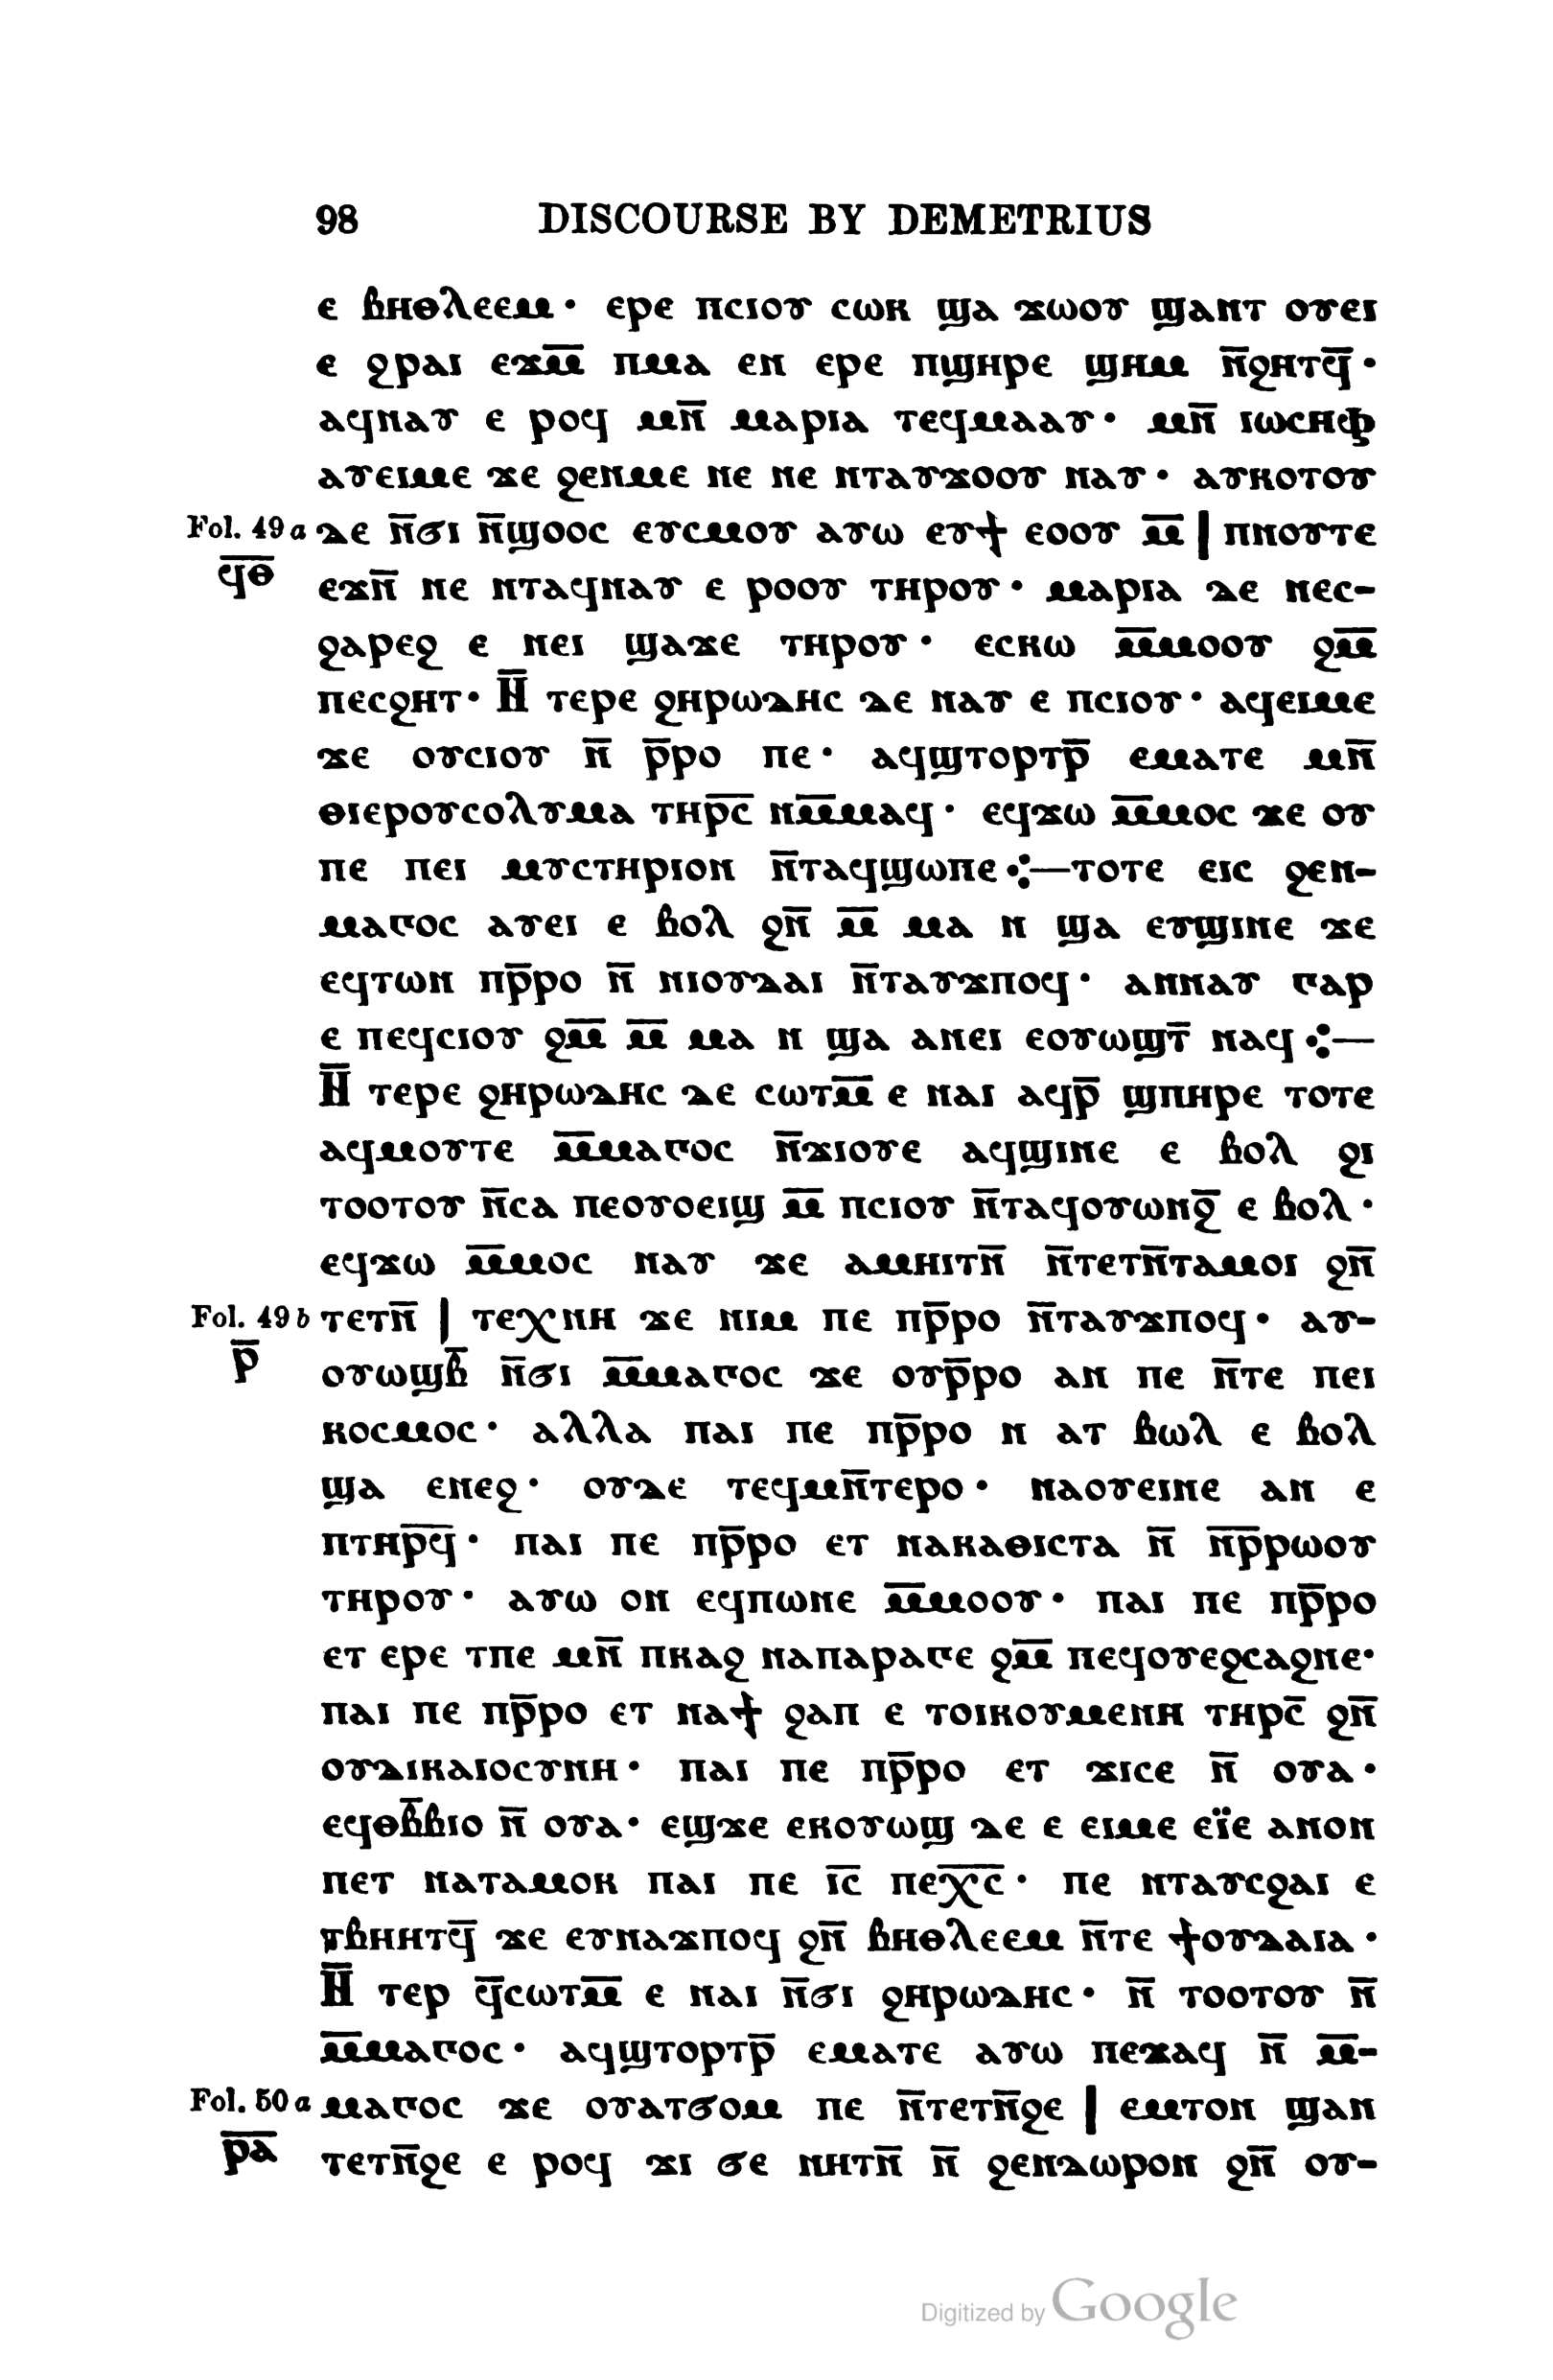 98 DISCOURSE BY DEMETRIUS
ⲉ ⲃⲏⲑⲗⲉⲉⲙ· ⲉⲣⲉ ⲡⲥⲓⲟⲩ ⲥⲱⲕ ϣⲁ ϫⲱⲟⲩ ϣⲁⲛⲧ ⲟⲩⲉⲓ
ⲉ ϩⲣⲁⲓ ⲉϫⲙ̅ ⲡⲙⲁ ⲉⲛ ⲉⲣⲉ ⲡϣⲏⲣⲉ ϣⲏⲙ ⲛ̅ϩⲏⲧϥ̅·
ⲁϥⲛⲁⲩ ⲉ ⲣⲟϥ ⲙⲛ̅ ⲙⲁⲣⲓⲁ ⲧⲉϥⲙⲁⲁⲩ· ⲙⲛ̅ ⲓⲱⲥⲏⲫ
ⲁⲩⲉⲓⲙⲉ ϫⲉ ϩⲉⲛⲙⲉ ⲛⲉ ⲛⲉ ⲛⲧⲁⲩϫⲟⲟⲩ ⲛⲁⲩ· ⲁⲩⲕⲟⲧⲟⲩ
Fol. 49 a ⲇⲉ ⲛ̅ϭⲓ ⲛ̅ϣⲟⲟⲥ ⲉⲩⲥⲙⲟⲩ ⲁⲩⲱ ⲉⲩϯ ⲉⲟⲟⲩ ⲙ̅ | ⲡⲛⲟⲩⲧⲉ
ϥ̅ⲑ̅ ⲉϫⲛ̅ ⲛⲉ ⲛⲧⲁϥⲛⲁⲩ ⲉ ⲣⲟⲟⲩ ⲧⲏⲣⲟⲩ· ⲙⲁⲣⲓⲁ ⲇⲉ ⲛⲉⲥ-
ϩⲁⲣⲉϩ ⲉ ⲛⲉⲓ ϣⲁϫⲉ ⲧⲏⲣⲟⲩ· ⲉⲥⲕⲱ ⲙ̅ⲙⲟⲟⲩ ϩⲙ̅
ⲡⲉⲥϩⲏⲧ· ⲛ̅ ⲧⲉⲣⲉ ϩⲏⲣⲱⲇⲏⲥ ⲇⲉ ⲛⲁⲩ ⲉ ⲡⲥⲓⲟⲩ· ⲁϥⲉⲓⲙⲉ
ϫⲉ ⲟⲩⲥⲓⲟⲩ ⲛ̅ ⲣ̅ⲣⲟ ⲡⲉ· ⲁϥϣⲧⲟⲣⲧⲣ̅ ⲉⲙⲁⲧⲉ ⲙⲛ̅
ⲑⲓⲉⲣⲟⲩⲥⲟⲗⲩⲙⲁ ⲧⲏⲣ̅ⲥ̅ ⲛⲙ̅ⲙⲁϥ· ⲉϥϫⲱ ⲙ̅ⲙⲟⲥ ϫⲉ ⲟⲩ
ⲡⲉ ⲡⲉⲓ ⲙⲩⲥⲧⲏⲣⲓⲟⲛ ⲛ̅ⲧⲁϥϣⲱⲡⲉ⁘—ⲧⲟⲧⲉ ⲉⲓⲥ ϩⲉⲛ-
ⲙⲁⲅⲟⲥ ⲁⲩⲉⲓ ⲉ ⲃⲟⲗ ϩⲛ̅ ⲙ̅ ⲙⲁ ⲛ ϣⲁ ⲉⲩϣⲓⲛⲉ ϫⲉ
ⲉϥⲧⲱⲛ ⲡⲣ̅ⲣⲟ ⲛ̅ ⲛⲓⲟⲩⲇⲁⲓ ⲛ̅ⲧⲁⲩϫⲡⲟϥ· ⲁⲛⲛⲁⲩ ⲅⲁⲣ
ⲉ ⲡⲉϥⲥⲓⲟⲩ ϩⲙ̅ ⲙ̅ ⲙⲁ ⲛ ϣⲁ ⲁⲛⲉⲓ ⲉⲟⲩⲱϣⲧ̅ ⲛⲁϥ⁘—
ⲛ̅ ⲧⲉⲣⲉ ϩⲏⲣⲱⲇⲏⲥ ⲇⲉ ⲥⲱⲧⲙ̅ ⲉ ⲛⲁⲓ ⲁϥⲣ̅ ϣⲡⲏⲣⲉ ⲧⲟⲧⲉ
ⲁϥⲙⲟⲩⲧⲉ ⲙ̅ⲙⲁⲅⲟⲥ ⲛ̅ϫⲓⲟⲩⲉ ⲁϥϣⲓⲛⲉ ⲉ ⲃⲟⲗ ϩⲓ
ⲧⲟⲟⲧⲟⲩ ⲛ̅ⲥⲁ ⲡⲉⲟⲩⲟⲉⲓϣ ⲙ̅ ⲡⲥⲓⲟⲩ ⲛ̅ⲧⲁϥⲟⲩⲱⲛϩ̅ ⲉ ⲃⲟⲗ·
ⲉϥϫⲱ ⲙ̅ⲙⲟⲥ ⲛⲁⲩ ϫⲉ ⲁⲙⲏⲓⲧⲛ̅ ⲛ̅ⲧⲉⲧⲛ̅ⲧⲁⲙⲟⲓ ϩⲛ̅
Fol. 49 b ⲧⲉⲧⲛ̅ | ⲧⲉⲭⲛⲏ ϫⲉ ⲛⲓⲙ ⲡⲉ ⲡⲣ̅ⲣⲟ ⲛ̅ⲧⲁⲩϫⲡⲟϥ· ⲁⲩ-
ⲣ̅ ⲟⲩⲱϣⲃ̅ ⲛ̅ϭⲓ ⲙ̅ⲙⲁⲅⲟⲥ ϫⲉ ⲟⲩⲣ̅ⲣⲟ ⲁⲛ ⲡⲉ ⲛ̅ⲧⲉ ⲡⲉⲓ
ⲕⲟⲥⲙⲟⲥ· ⲁⲗⲗⲁ ⲡⲁⲓ ⲡⲉ ⲡⲣ̅ⲣⲟ ⲛ ⲁⲧ ⲃⲱⲗ ⲉ ⲃⲟⲗ
ϣⲁ ⲉⲛⲉϩ· ⲟⲩⲇⲉ ⲧⲉϥⲙⲛ̅ⲧⲉⲣⲟ· ⲛⲁⲟⲩⲉⲓⲛⲉ ⲁⲛ ⲉ
ⲡⲧⲏⲣ̅ϥ̅· ⲡⲁⲓ ⲡⲉ ⲡⲣ̅ⲣⲟ ⲉⲧ ⲛⲁⲕⲁⲑⲓⲥⲧⲁ ⲛ̅ ⲛ̅ⲣ̅ⲣⲱⲟⲩ
ⲧⲏⲣⲟⲩ· ⲁⲩⲱ ⲟⲛ ⲉϥⲡⲱⲛⲉ ⲙ̅ⲙⲟⲟⲩ· ⲡⲁⲓ ⲡⲉ ⲡⲣ̅ⲣⲟ
ⲉⲧ ⲉⲣⲉ ⲧⲡⲉ ⲙⲛ̅ ⲡⲕⲁϩ ⲛⲁⲡⲁⲣⲁⲅⲉ ϩⲙ̅ ⲡⲉϥⲟⲩⲉϩⲥⲁϩⲛⲉ·
ⲡⲁⲓ ⲡⲉ ⲡⲣ̅ⲣⲟ ⲉⲧ ⲛⲁϯ ϩⲁⲡ ⲉ ⲧⲟⲓⲕⲟⲩⲙⲉⲛⲏ ⲧⲏⲣⲥ̅ ϩⲛ̅
ⲟⲩⲇⲓⲕⲁⲓⲟⲥⲩⲛⲏ· ⲡⲁⲓ ⲡⲉ ⲡⲣ̅ⲣⲟ ⲉⲧ ϫⲓⲥⲉ ⲛ̅ ⲟⲩⲁ·
ⲉϥⲑⲃ̅ⲃⲓⲟ ⲛ̅ ⲟⲩⲁ· ⲉϣϫⲉ ⲉⲕⲟⲩⲱϣ ⲇⲉ ⲉ ⲉⲓⲙⲉ ⲉⲓ̈ⲉ ⲁⲛⲟⲛ
ⲡⲉⲧ ⲛⲁⲧⲁⲙⲟⲕ ⲡⲁⲓ ⲡⲉ ⲓ̅ⲥ̅ ⲡⲉⲭ̅ⲥ̅· ⲡⲉ ⲛⲧⲁⲩⲥϩⲁⲓ ⲉ
ⲧⲃⲏⲏⲧϥ̅ ϫⲉ ⲉⲩⲛⲁϫⲡⲟϥ ϩⲛ̅ ⲃⲏⲑⲗⲉⲉⲙ ⲛ̅ⲧⲉ ϯⲟⲩⲇⲁⲓⲁ·
ⲛ̅ ⲧⲉⲣ ϥ̅ⲥⲱⲧⲙ̅ ⲉ ⲛⲁⲓ ⲛ̅ϭⲓ ϩⲏⲣⲱⲇⲏⲥ· ⲛ̅ ⲧⲟⲟⲧⲟⲩ ⲛ̅
ⲙ̅ⲙⲁⲅⲟⲥ· ⲁϥϣⲧⲟⲣⲧⲣ̅ ⲉⲙⲁⲧⲉ ⲁⲩⲱ ⲡⲉϫⲁϥ ⲛ̅ ⲙ̅-
Fol. 50 a ⲙⲁⲅⲟⲥ ϫⲉ ⲟⲩⲁⲧϭⲟⲙ ⲡⲉ ⲛ̅ⲧⲉⲧⲛ̅ϩⲉ | ⲉⲙⲧⲟⲛ ϣⲁⲛ
ⲣ̅ⲁ̅ ⲧⲉⲧⲛ̅ϩⲉ ⲉ ⲣⲟϥ ϫⲓ ϭⲉ ⲛⲏⲧⲛ̅ ⲛ̅ ϩⲉⲛⲇⲱⲣⲟⲛ ϩⲛ̅ ⲟⲩ-
Digitized by Google